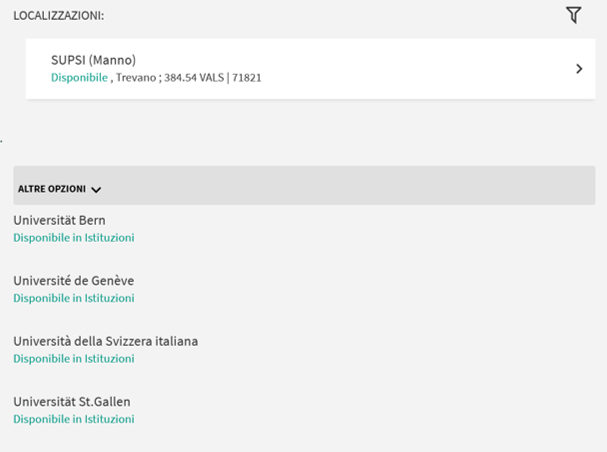 LOCALIZZAZIONI:
SUPSI (Manno)
Disponibile , Trevano ; 384.54 VALS | 71821
.
ALTRE OPZIONI
Universität Bern
Disponibile in Istituzioni
Université de Genève
Disponibile in Istituzioni
Università della Svizzera italiana
Disponibile in Istituzioni
Universität St.Gallen
Disponibile in Istituzioni